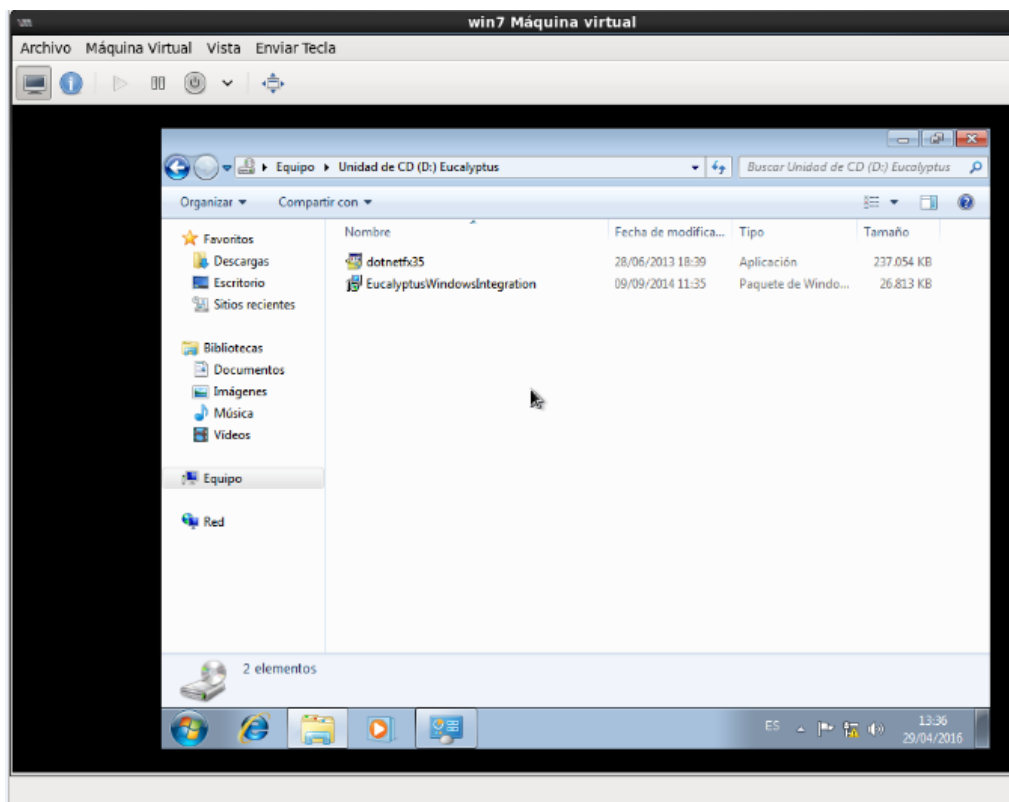 win7 Máquina virtual
Archivo Máquina Virtual Vista Enviar Tecla
Equipo Unidad de CD (D:) Eucalyptus
Buscar Unidad de CD (D:) Eucalyptus
Organizar Compartir con
Nombre Fecha de modifica... Tipo Tamaño
dotnetfx35 28/06/2013 18:39 Aplicación 237.054 KB
EucalyptusWindowsIntegration 09/09/2014 11:35 Paquete de Windo... 26.813 KB
Favoritos
Descargas
Escritorio
Sitios recientes
Bibliotecas
Documentos
Imágenes
Música
Vídeos
Equipo
Red
2 elementos
ES
13:36
29/04/2016